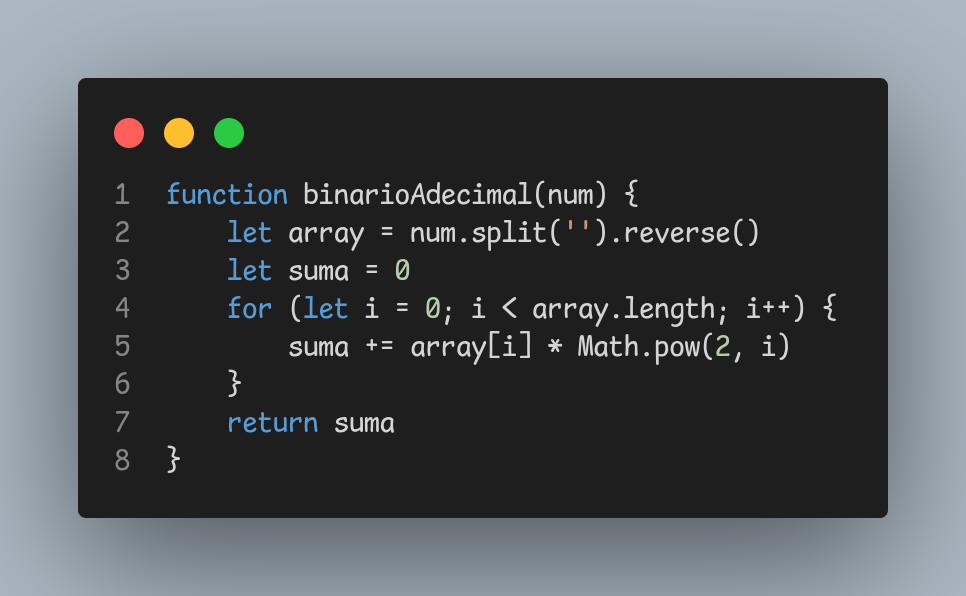 1 function binarioAdecimal(num) {
2     let array = num.split('').reverse()
3     let suma = 0
4     for (let i = 0; i < array.length; i++) {
5         suma += array[i] * Math.pow(2, i)
6     }
7     return suma
8 }